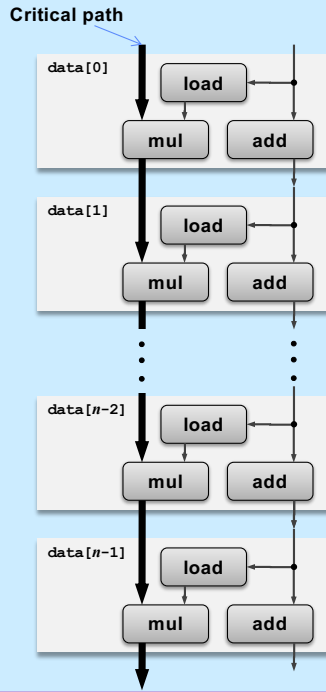 Critical path
data[0]
load
mul
add
data[1]
load
mul
add
data[n-2]
load
mul
add
data[n-1]
load
mul
add